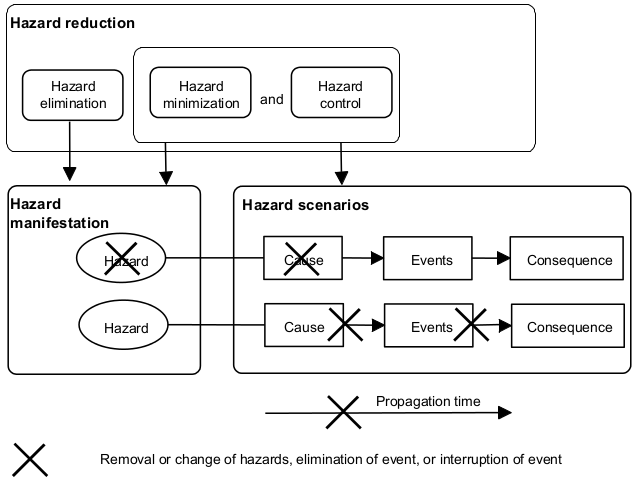 Hazard reduction
Hazard
elimination
Hazard
minimization
and
Hazard
control
Hazard
manifestation
Hazard scenarios
Hazard
Cause
Events
Consequence
Hazard
Cause
Events
Consequence
Propagation time
Removal or change of hazards, elimination of event, or interruption of event